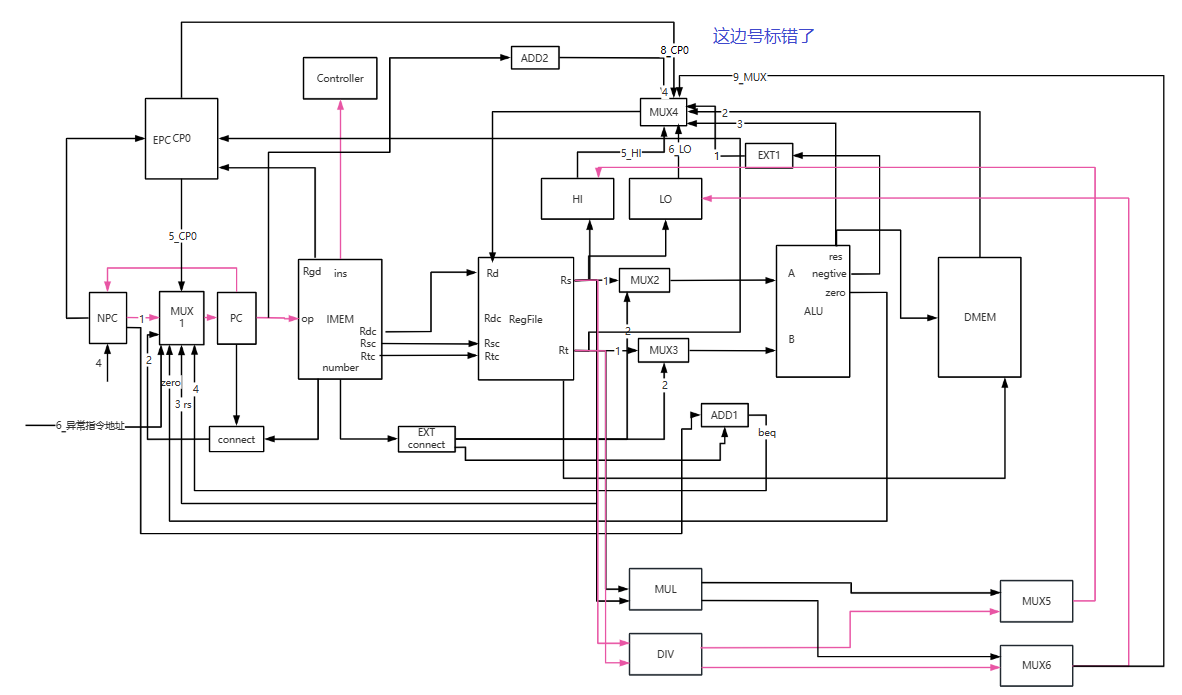 这边号标错了
8_CP0
ADD2
Controller
9_MUX
4
MUX4
2
3
EPC
CP0
5_HI
6_LO
1
EXT1
HI
LO
5_CP0
res
Rgd
ins
Rd
A
negtive
zero
Rs
1
MUX2
NPC
1
MUX
1
PC
op
IMEM
Rdc
RegFile
ALU
DMEM
Rdc
Rsc
Rtc
Rsc
Rtc
2
B
Rt
1
MUX3
number
4
2
zero
4
2
3
rs
6_异常指令地址
connect
EXT
connect
ADD1
beq
MUL
MUX5
DIV
MUX6